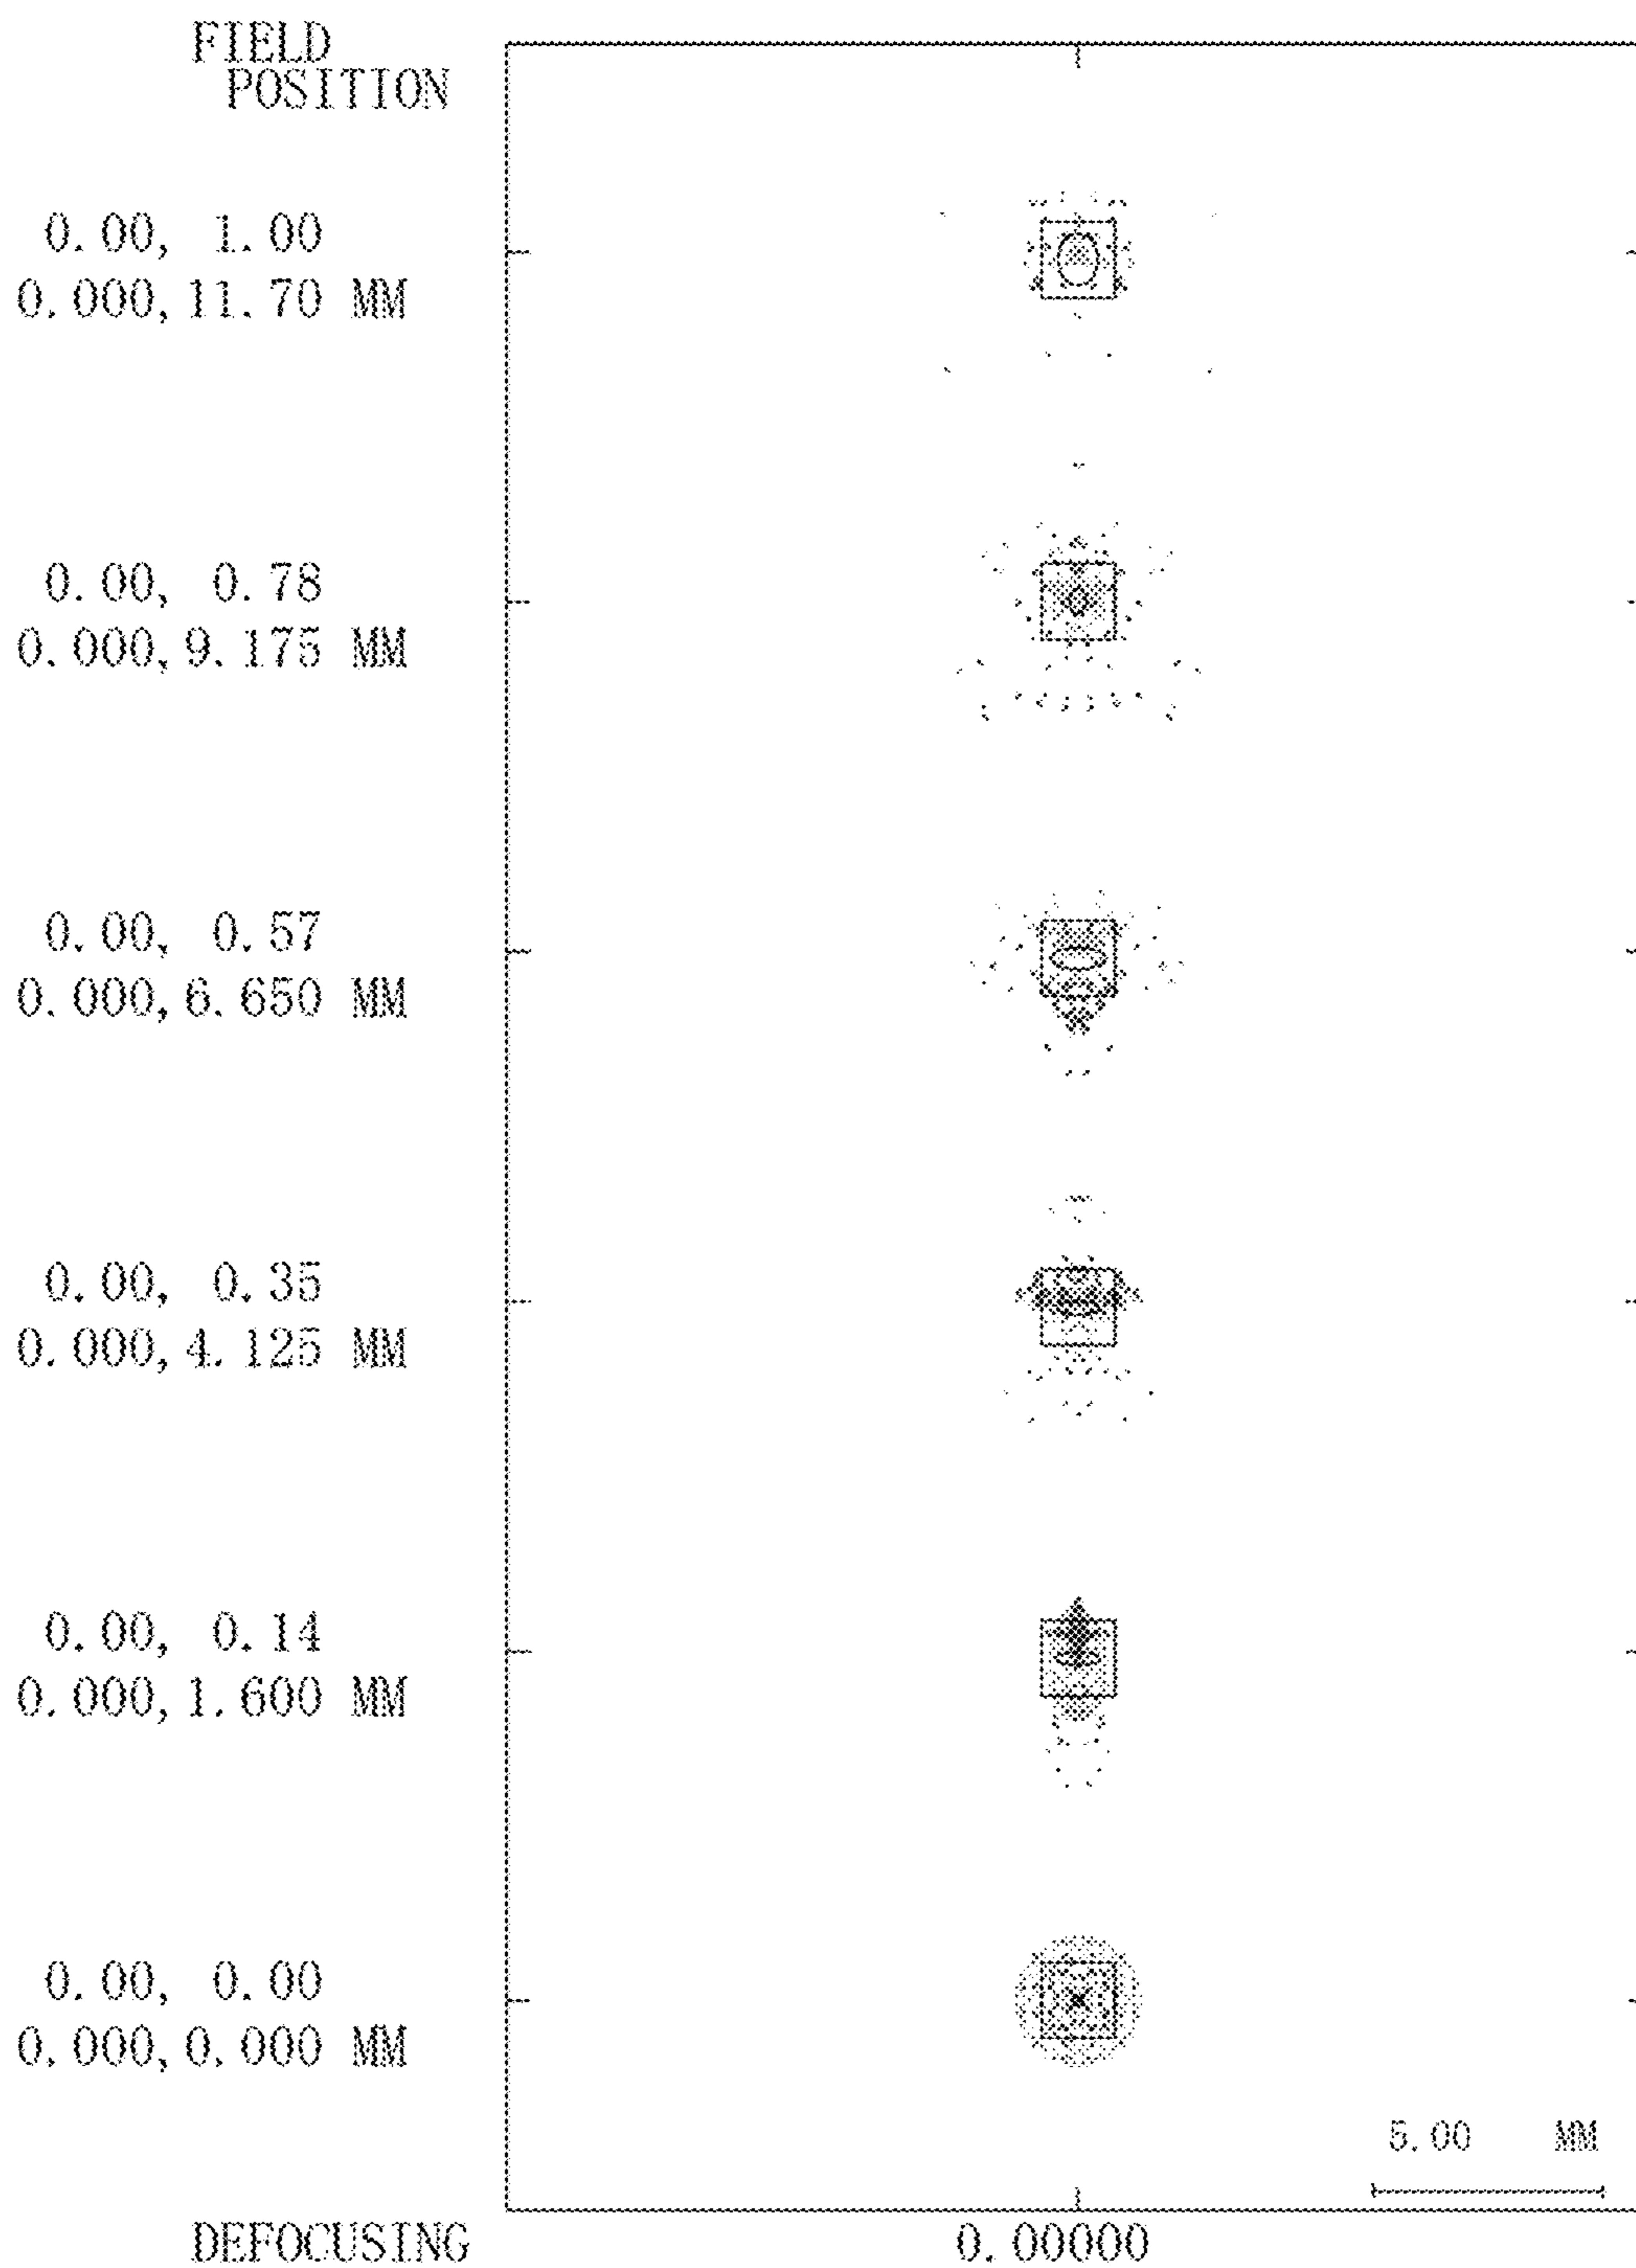 FIELD
POSITION
0.00, 1.00
0.000,11.70 MM
0.00, 0.78
0.000,9.175 MM
0.00, 0.57
0.000,6.650 MM
0.00, 0.35
0.000,4.125 MM
0.00, 0.14
0.000,1.600 MM
0.00, 0.00
0.000,0.000 MM
5.00 MM
DEFOCUSING 0.00000